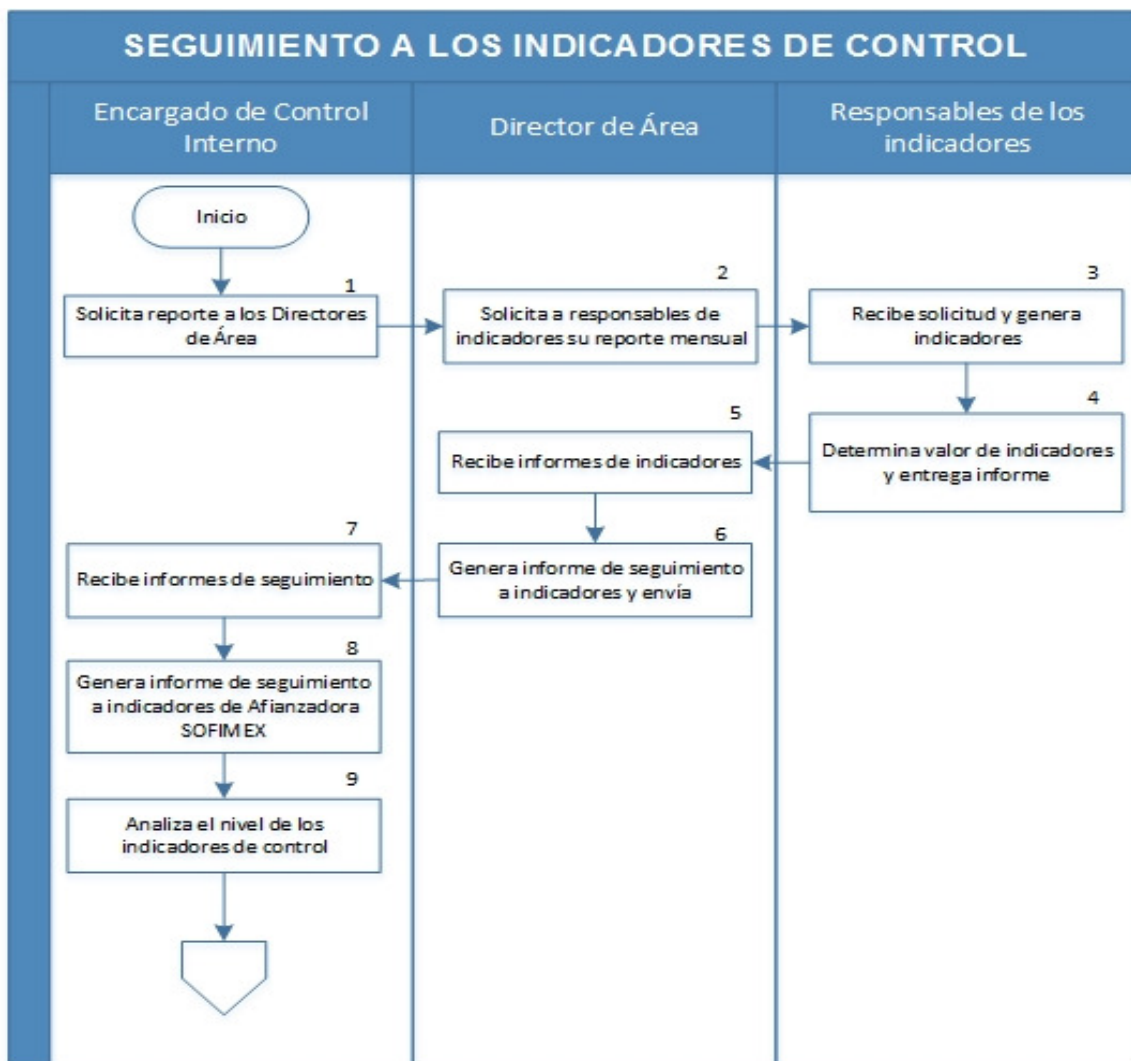 SEGUIMIENTO A LOS INDICADORES DE CONTROL
Encargado de Control
Interno
Director de Área
Responsables de los
indicadores
Inicio
1
Solicita reporte a los Directores
de Área
2
Solicita a responsables de
indicadores su reporte mensual
3
Recibe solicitud y genera
indicadores
4
Determina valor de indicadores
y entrega informe
5
Recibe informes de indicadores
6
Genera informe de seguimiento
a indicadores y envía
7
Recibe informes de seguimiento
8
Genera informe de seguimiento
a indicadores de Afianzadora
SOFIMEX
9
Analiza el nivel de los
indicadores de control